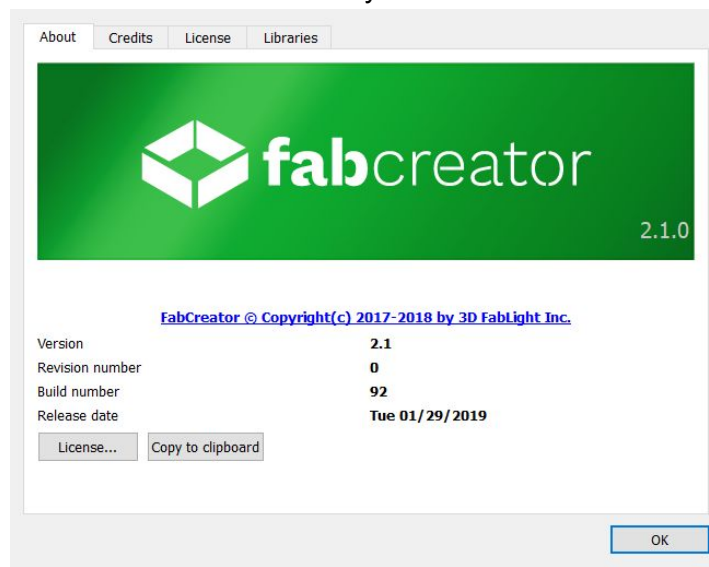 About Credits License Libraries
fabcreator
2.1.0
FabCreator © Copyright(c) 2017-2018 by 3D FabLight Inc.
Version 2.1
Revision number 0
Build number 92
Release date Tue 01/29/2019
License... Copy to clipboard
OK